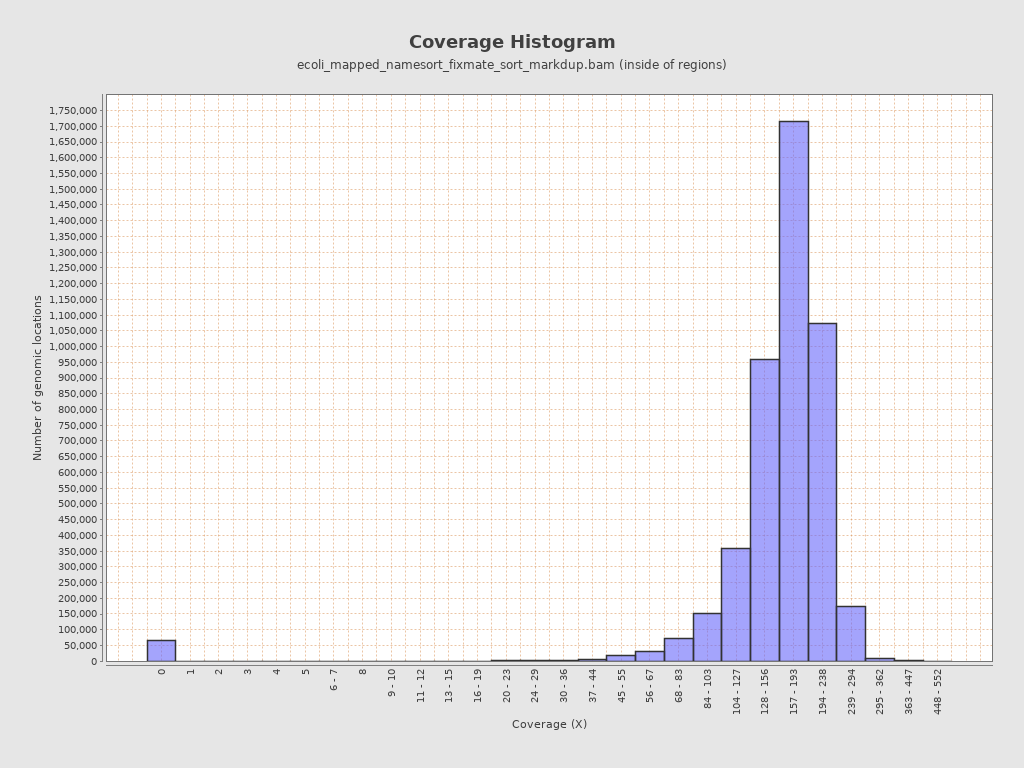 Coverage Histogram
ecoli_mapped_namesort_fixmate_sort_markdup.bam (inside of regions)
Number of genomic locations
1,750,000
1,700,000
1,650,000
1,600,000
1,550,000
1,500,000
1,450,000
1,400,000
1,350,000
1,300,000
1,250,000
1,200,000
1,150,000
1,100,000
1,050,000
1,000,000
950,000
900,000
850,000
800,000
750,000
700,000
650,000
600,000
550,000
500,000
450,000
400,000
350,000
300,000
250,000
200,000
150,000
100,000
50,000
0
0
1
2
3
4
5
6 - 7
8
9 - 10
11 - 12
13 - 15
16 - 19
20 - 23
24 - 29
30 - 36
37 - 44
45 - 55
56 - 67
68 - 83
84 - 103
104 - 127
128 - 156
157 - 193
194 - 238
239 - 294
295 - 362
363 - 447
448 - 552
Coverage (X)